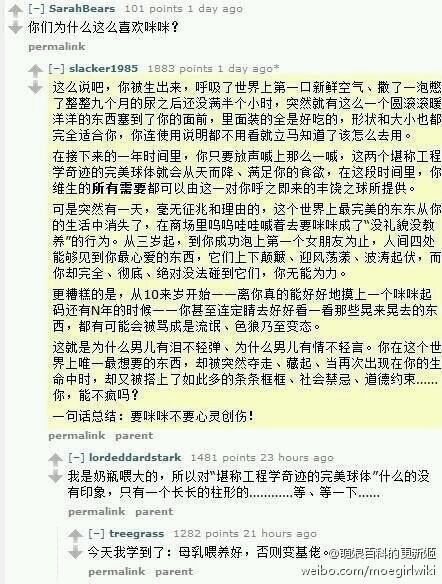 [-] SarahBears 101 points 1 day ago
你们为什么这么喜欢咪咪？
permalink
[-] slacker1985 1883 points 1 day ago*
这么说吧，你被生出来，呼吸了世界上第一口新鲜空气、撒了一泡憋
了整整九个月的尿之后还没满半个小时，突然就有这么一个圆滚滚暖
洋洋的东西塞到了你的面前，里面装的全是好吃的，形状和大小也都
完全适合你，你连使用说明都不用看就立马知道了该怎么去用。
在接下来的一年时间里，你只要放声喊上那么一喊，这两个堪称工程
学奇迹的完美球体就会从天而降、满足你的食欲，在这段时间里，你
维生的所有需要都可以由这一对你呼之即来的丰饶之球所提供。
可是突然有一天，毫无征兆和理由的，这个世界上最完美的东东从你
的生活中消失了，在商场里呜呜哇哇喊着去要咪咪成了“没礼貌没教
养”的行为。从三岁起，到你成功泡上第一个女朋友为止，人间四处
能够见到你最心爱的东西，它们上下颠颠、迎风荡漾、波涛起伏，而
你却完全、彻底、绝对没法碰到它们，你无能为力。
更糟糕的是，从10来岁开始——离你真的能好好地摸上一个咪咪起
码还有N年的时候——你甚至连定睛去好好看一看那些晃来晃去的东
西，都有可能会被骂成是流氓、色狼乃至变态。
这就是为什么男儿有泪不轻弹、为什么男儿有情不轻言。你在这个世
界上唯一最想要的东西，却被突然夺走、藏起、当再次出现在你的生
命中时，却又被搭上了如此多的条条框框、社会禁忌、道德约束......
你，能不疯吗？
一句话总结：要咪咪不要心灵创伤！
permalink parent
[-] lordeddardstark 1481 points 23 hours ago
我是奶瓶喂大的，所以对“堪称工程学奇迹的完美球体”什么的没
有印象，只有一个长长的柱形的............等、等一下......
permalink parent
[-] treegrass 1282 points 21 hours ago
今天我学到了：母乳喂养好，否则变基佬。
permalink parent
@萌娘百科的更新姬
weibo.com/moegirlwiki